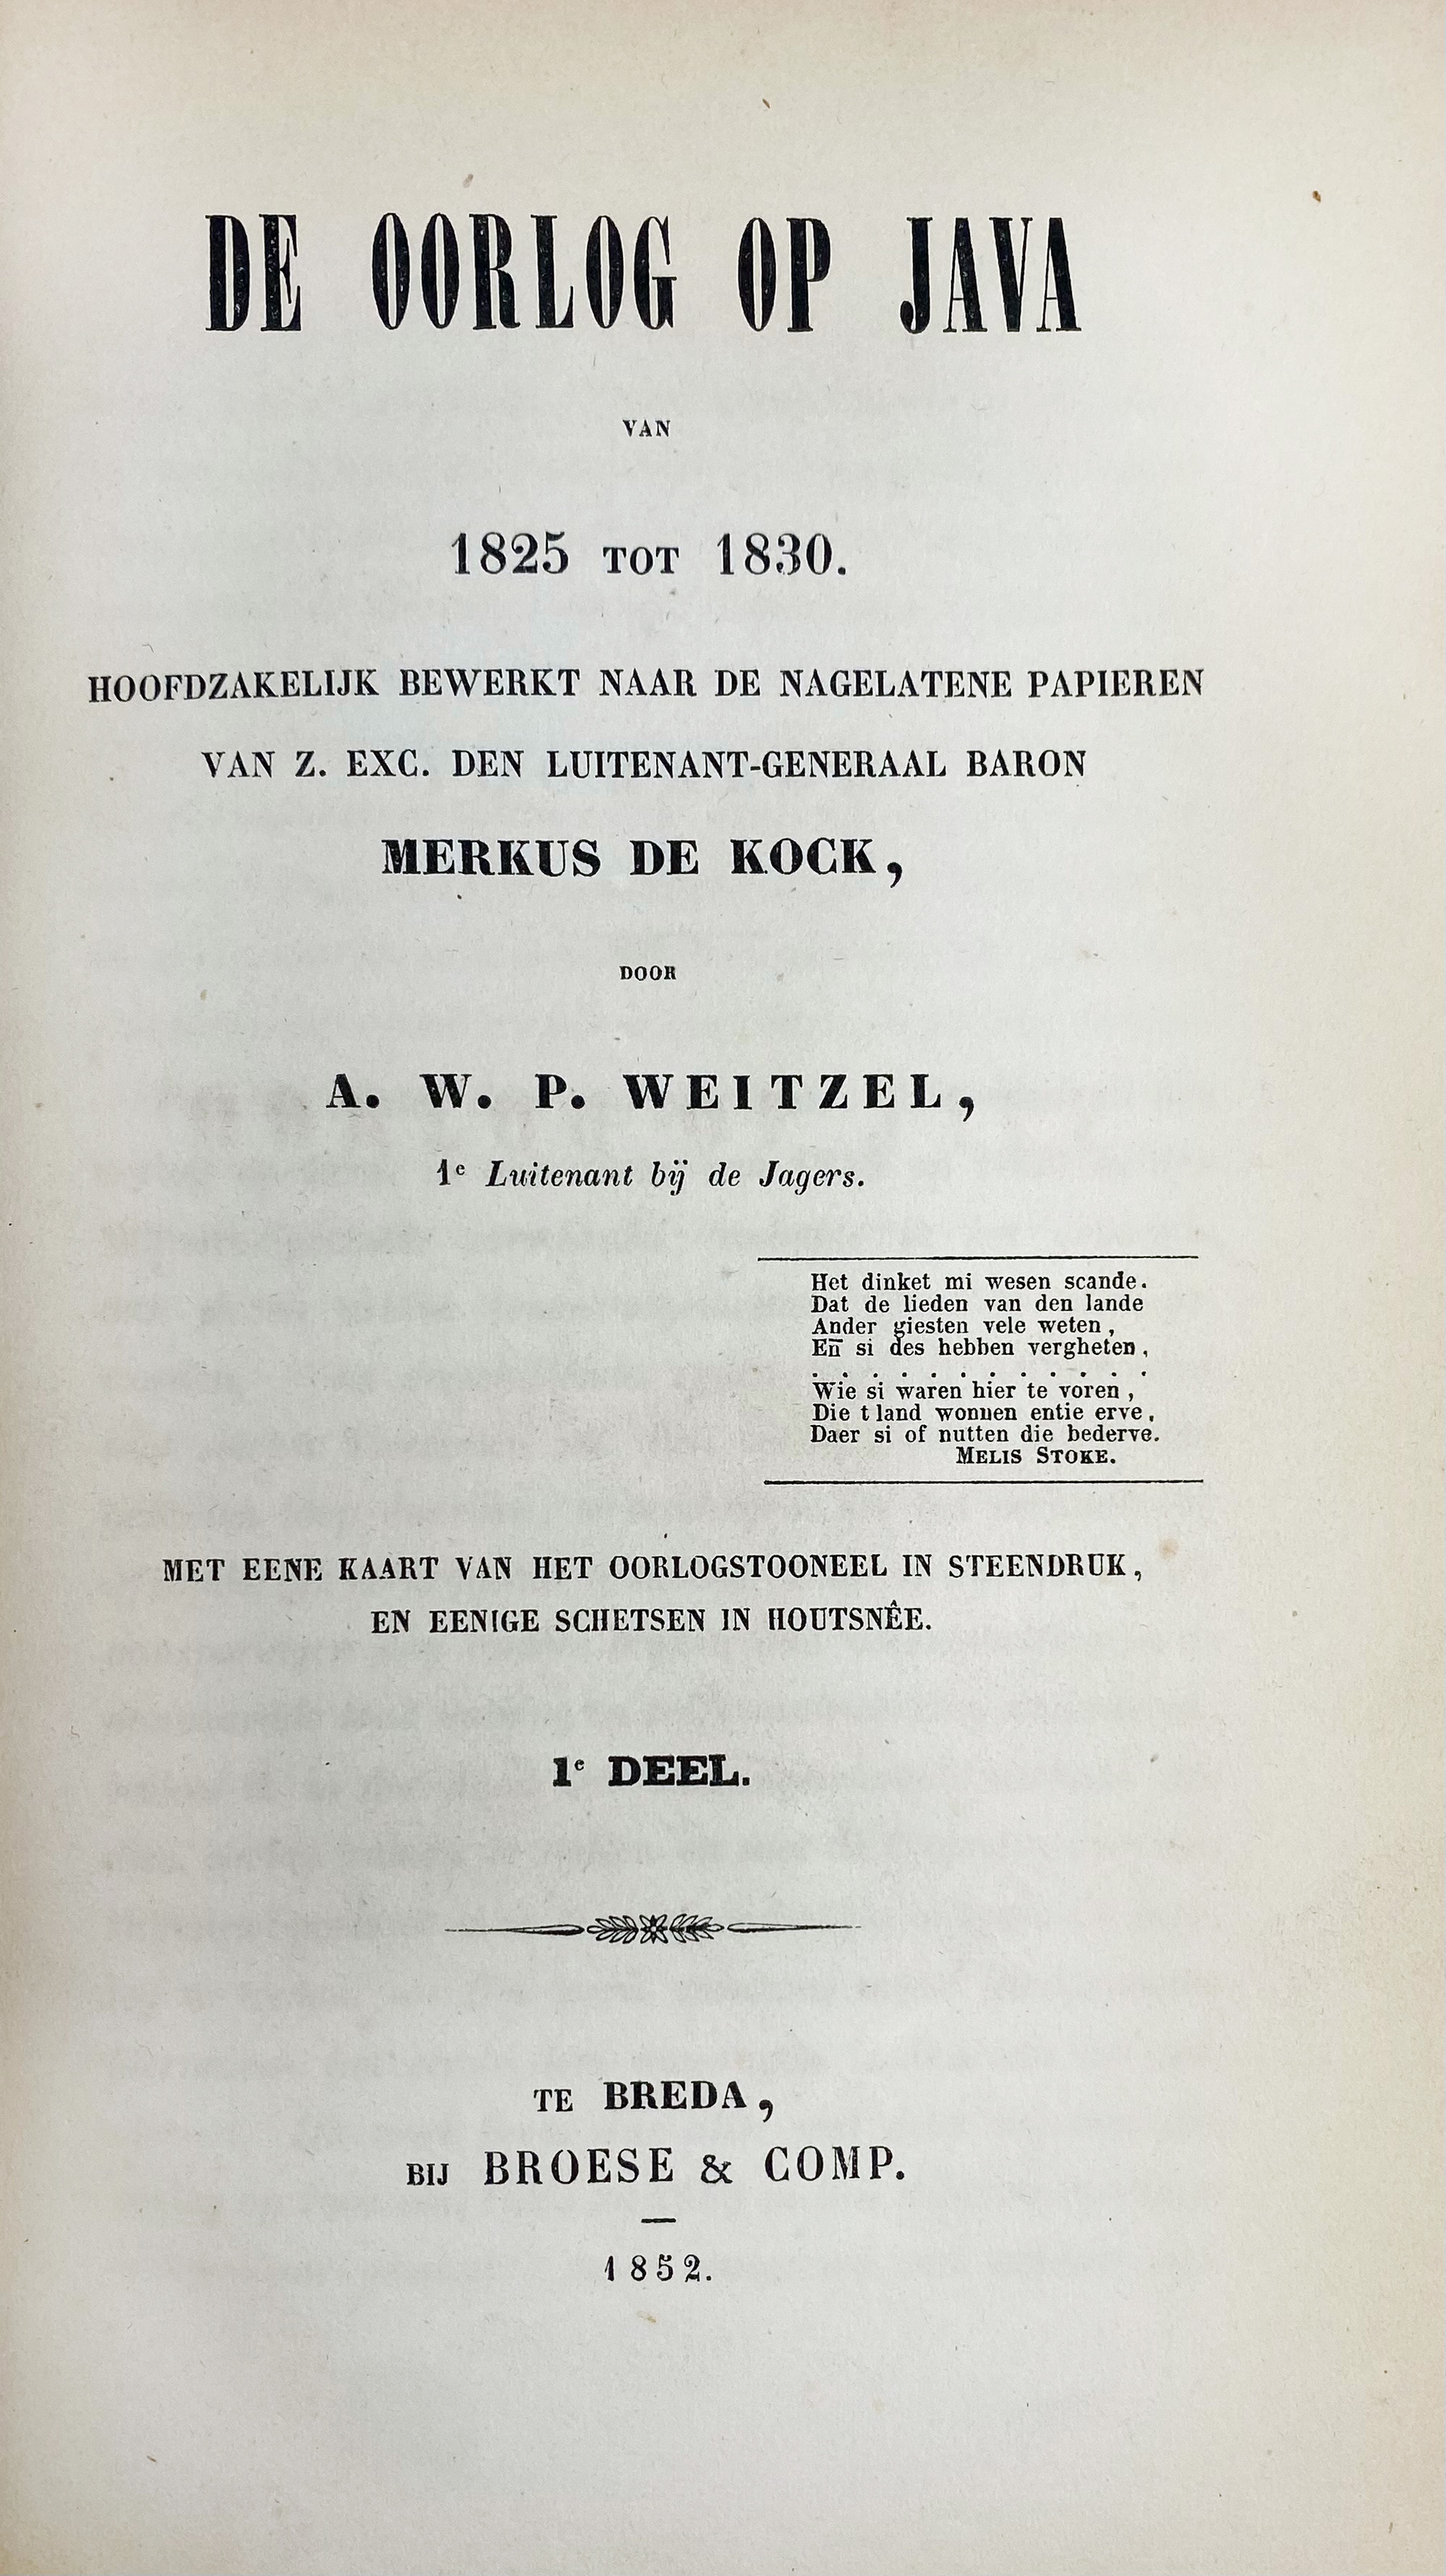 DE OORLOG OP JAVA
VAN
1825 TOT 1830.
HOOFDZAKELIJK BEWERKT NAAR DE NAGELATENE PAPIEREN
VAN Z. EXC. DEN LUITENANT-GENERAAL BARON
MERKUS DE KOCK,
DOOR
A. W. P. WEITZEL,
1e Luitenant bij de Jagers.
Het dinket mi wesen scande.
Dat de lieden van den lande
Ander giesten vele weten,
En̅ si des hebben vergheten,
. . . . . . . . . . . .
Wie si waren hier te voren,
Die t land wonnen entie erve,
Daer si of nutten die bederve.
MELIS STOKE.
MET EENE KAART VAN HET OORLOGSTOONEEL IN STEENDRUK,
EN EENIGE SCHETSEN IN HOUTSNÊE.
1e DEEL.
TE BREDA,
BIJ BROESE & COMP.
1852.